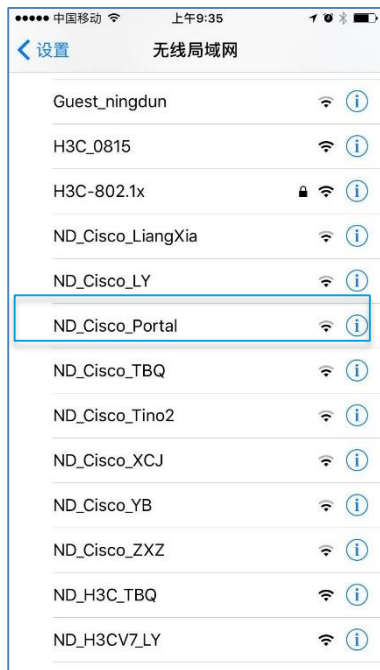 中国移动 上午9:35
设置 无线局域网
Guest_ningdun
H3C_0815
H3C-802.1x
ND_Cisco_LiangXia
ND_Cisco_LY
ND_Cisco_Portal
ND_Cisco_TBQ
ND_Cisco_Tino2
ND_Cisco_XCJ
ND_Cisco_YB
ND_Cisco_ZXZ
ND_H3C_TBQ
ND_H3CV7_LY